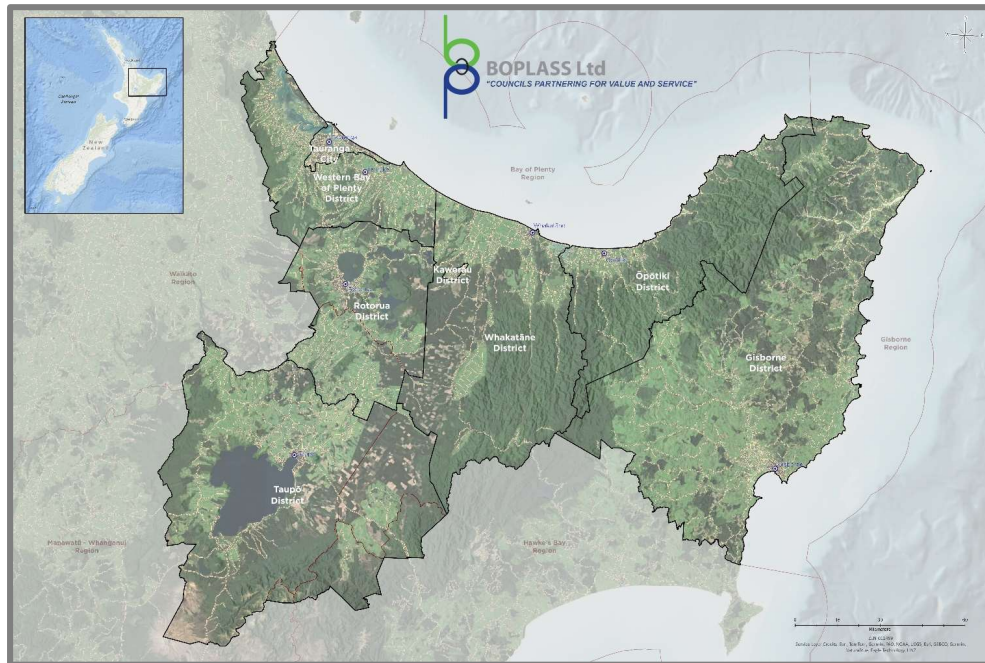 BOPLASS Ltd
"COUNCILS PARTNERING FOR VALUE AND SERVICE"
New
Zealand
Tauranga
City
Western Bay
of Plenty
District
Bay of Plenty
Region
Whakatāne
Kawerau
District
Ōpōtiki
District
Waikato
Region
Rotorua
District
Whakatāne
District
Gisborne
District
Gisborne
Region
Taupō
District
Manawatū - Whanganui
Region
Hawke's Bay
Region
Kilometers